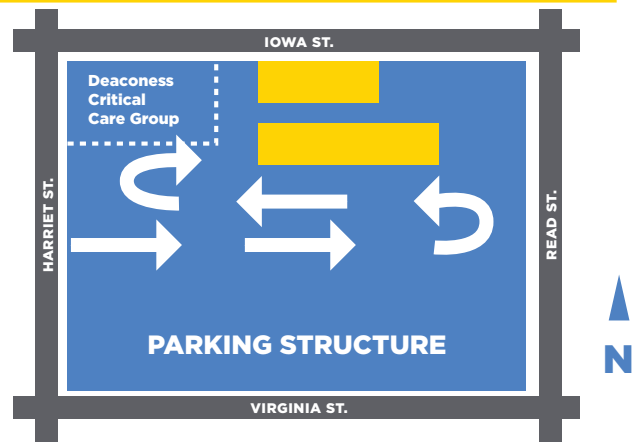 IOWA ST.
Deaconess
Critical
Care Group
HARRIET ST.
READ ST.
PARKING STRUCTURE
N
VIRGINIA ST.